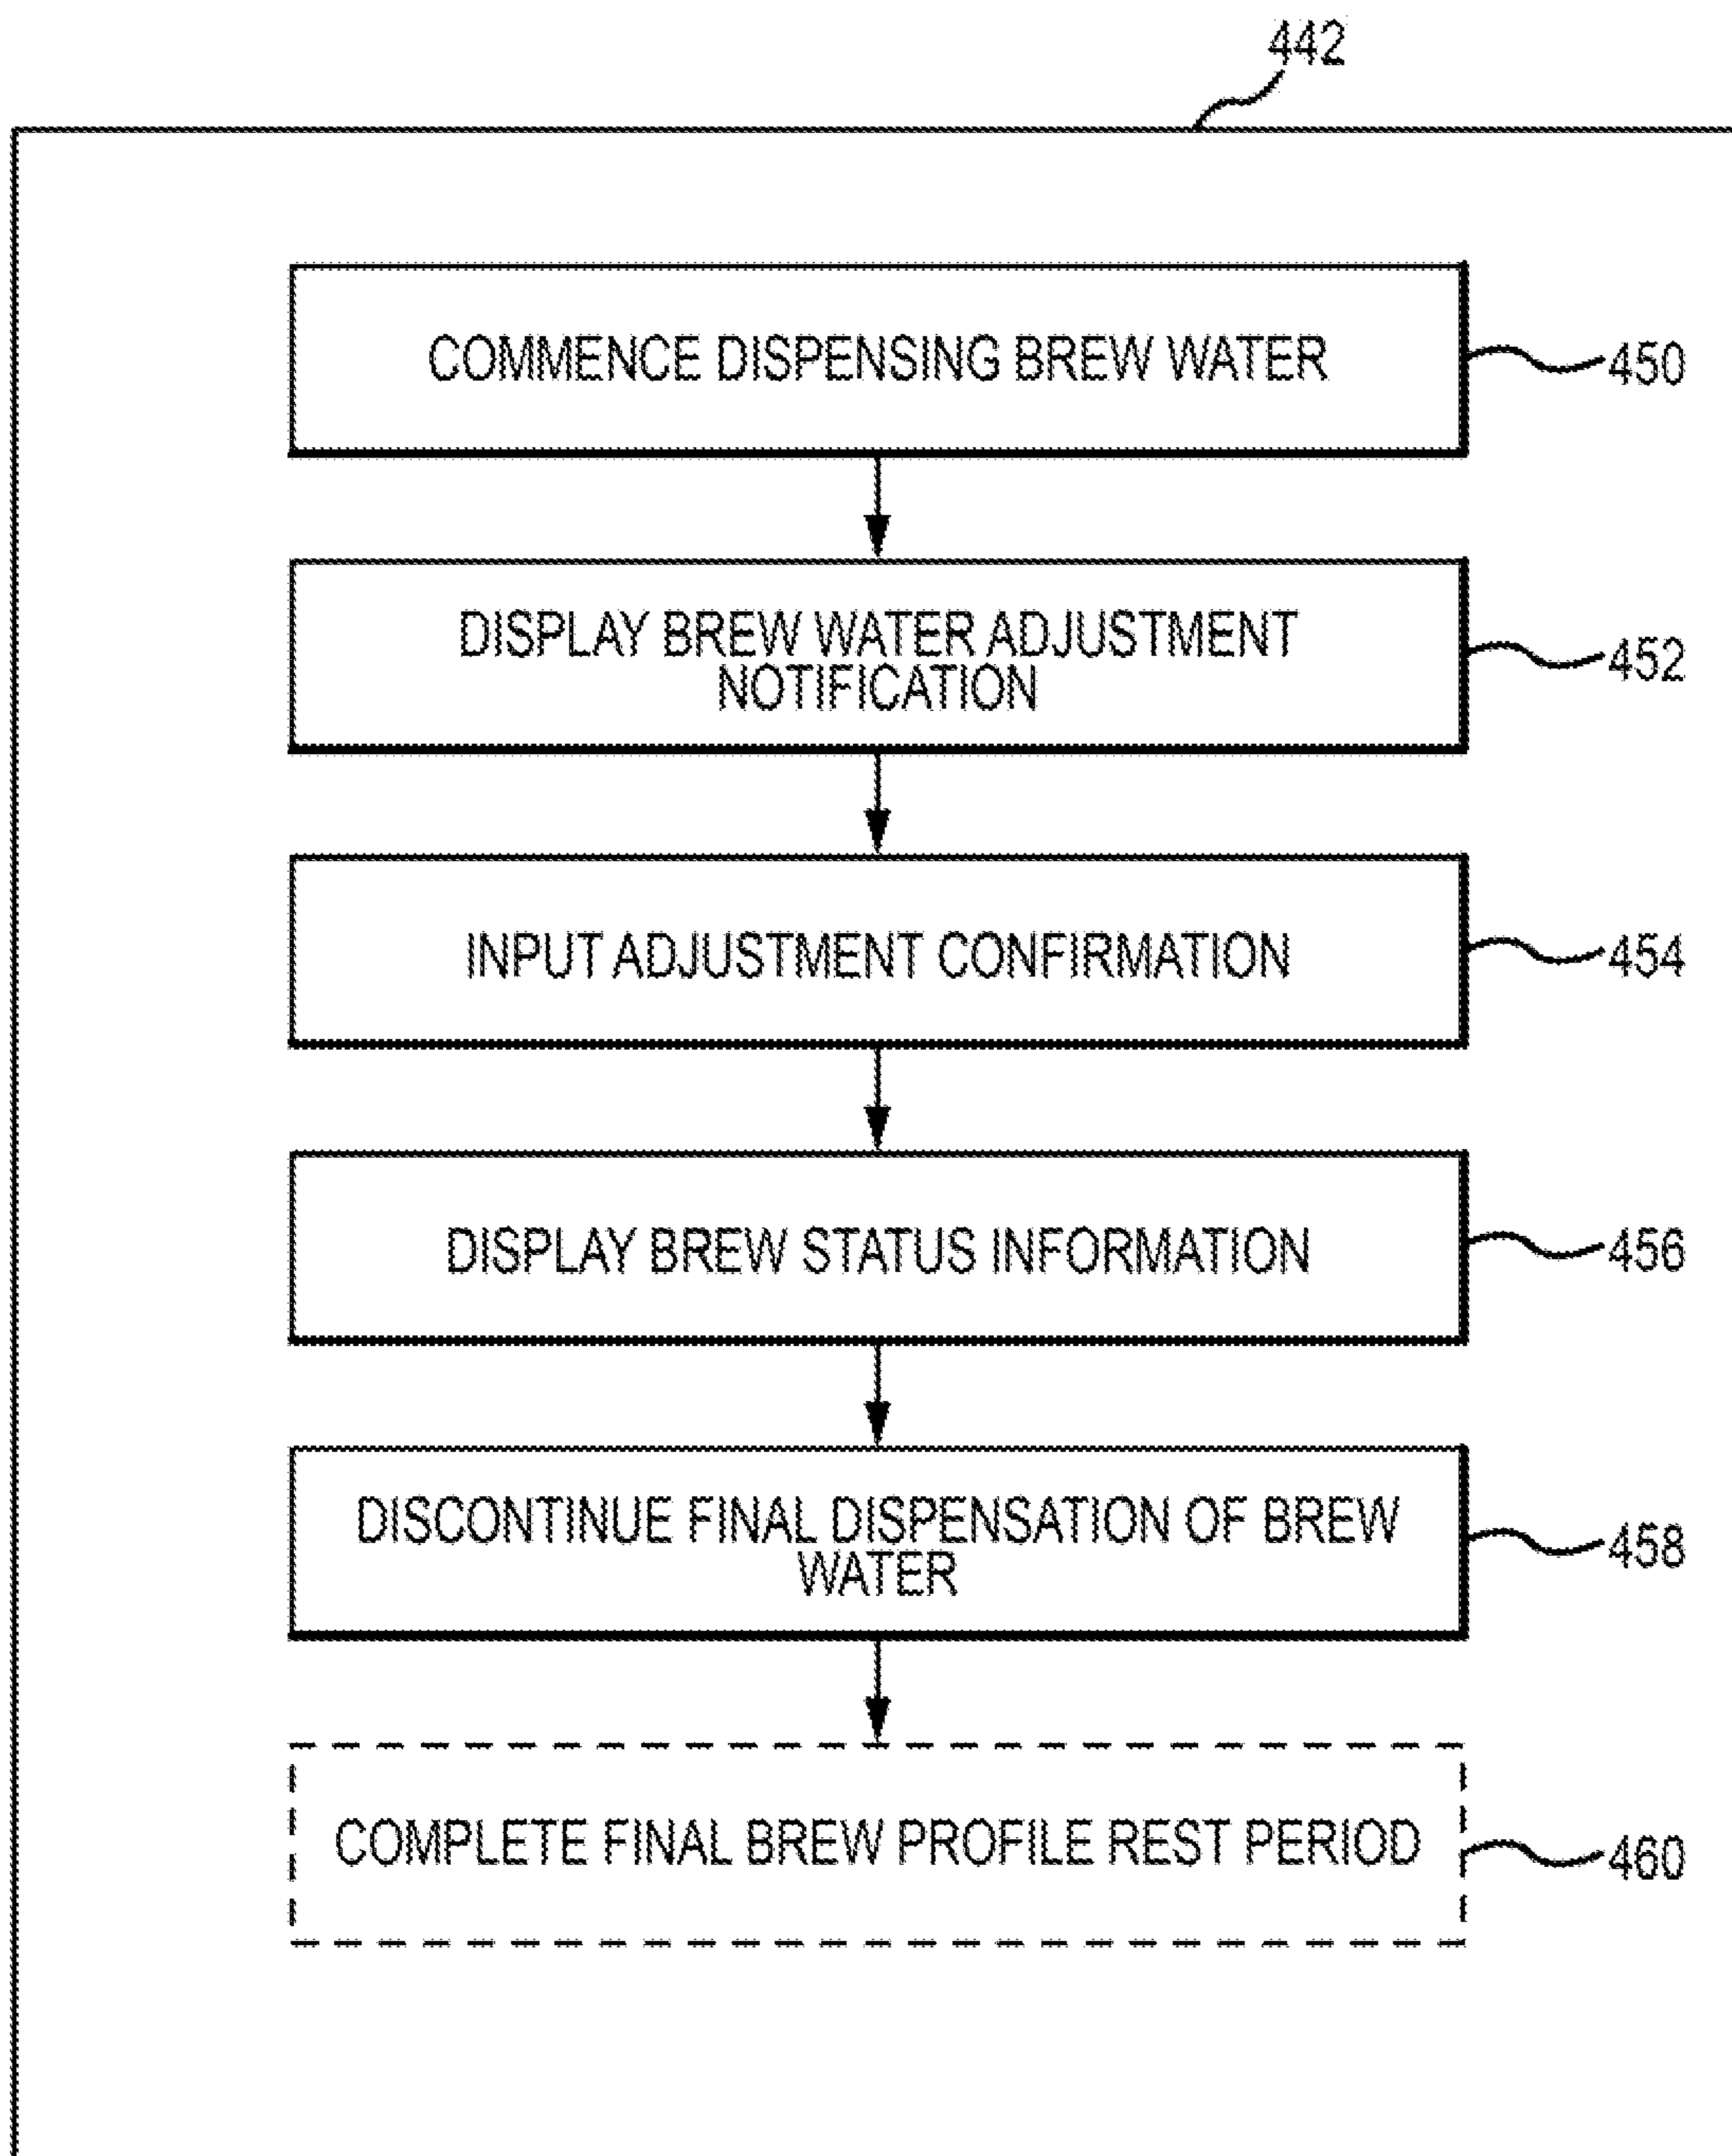 442
COMMENCE DISPENSING BREW WATER
450
DISPLAY BREW WATER ADJUSTMENT
NOTIFICATION
452
INPUT ADJUSTMENT CONFIRMATION
454
DISPLAY BREW STATUS INFORMATION
456
DISCONTINUE FINAL DISPENSATION OF BREW
WATER
458
COMPLETE FINAL BREW PROFILE REST PERIOD
460